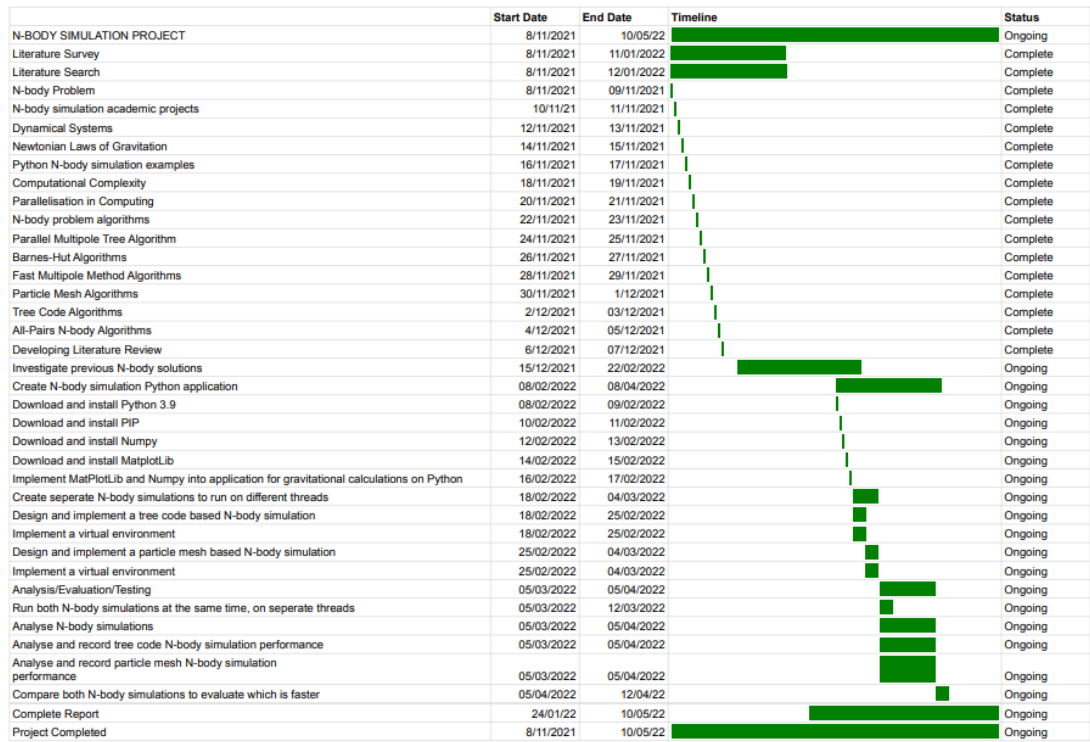 Start Date End Date Timeline Status
N-BODY SIMULATION PROJECT 8/11/2021 10/05/22 Ongoing
Literature Survey 8/11/2021 11/01/2022 Complete
Literature Search 8/11/2021 12/01/2022 Complete
N-body Problem 8/11/2021 09/11/2021 Complete
N-body simulation academic projects 10/11/21 11/11/2021 Complete
Dynamical Systems 12/11/2021 13/11/2021 Complete
Newtonian Laws of Gravitation 14/11/2021 15/11/2021 Complete
Python N-body simulation examples 16/11/2021 17/11/2021 Complete
Computational Complexity 18/11/2021 19/11/2021 Complete
Parallelisation in Computing 20/11/2021 21/11/2021 Complete
N-body problem algorithms 22/11/2021 23/11/2021 Complete
Parallel Multipole Tree Algorithm 24/11/2021 25/11/2021 Complete
Barnes-Hut Algorithms 26/11/2021 27/11/2021 Complete
Fast Multipole Method Algorithms 28/11/2021 29/11/2021 Complete
Particle Mesh Algorithms 30/11/2021 1/12/2021 Complete
Tree Code Algorithms 2/12/2021 03/12/2021 Complete
All-Pairs N-body Algorithms 4/12/2021 05/12/2021 Complete
Developing Literature Review 6/12/2021 07/12/2021 Complete
Investigate previous N-body solutions 15/12/2021 22/02/2022 Ongoing
Create N-body simulation Python application 08/02/2022 08/04/2022 Ongoing
Download and install Python 3.9 08/02/2022 09/02/2022 Ongoing
Download and install PIP 10/02/2022 11/02/2022 Ongoing
Download and install Numpy 12/02/2022 13/02/2022 Ongoing
Download and install MatplotLib 14/02/2022 15/02/2022 Ongoing
Implement MatPlotLib and Numpy into application for gravitational calculations on Python 16/02/2022 17/02/2022 Ongoing
Create seperate N-body simulations to run on different threads 18/02/2022 04/03/2022 Ongoing
Design and implement a tree code based N-body simulation 18/02/2022 25/02/2022 Ongoing
Implement a virtual environment 18/02/2022 25/02/2022 Ongoing
Design and implement a particle mesh based N-body simulation 25/02/2022 04/03/2022 Ongoing
Implement a virtual environment 25/02/2022 04/03/2022 Ongoing
Analysis/Evaluation/Testing 05/03/2022 05/04/2022 Ongoing
Run both N-body simulations at the same time, on seperate threads 05/03/2022 12/03/2022 Ongoing
Analyse N-body simulations 05/03/2022 05/04/2022 Ongoing
Analyse and record tree code N-body simulation performance 05/03/2022 05/04/2022 Ongoing
Analyse and record particle mesh N-body simulation
performance 05/03/2022 05/04/2022 Ongoing
Compare both N-body simulations to evaluate which is faster 05/04/2022 12/04/22 Ongoing
Complete Report 24/01/22 10/05/22 Ongoing
Project Completed 8/11/2021 10/05/22 Ongoing